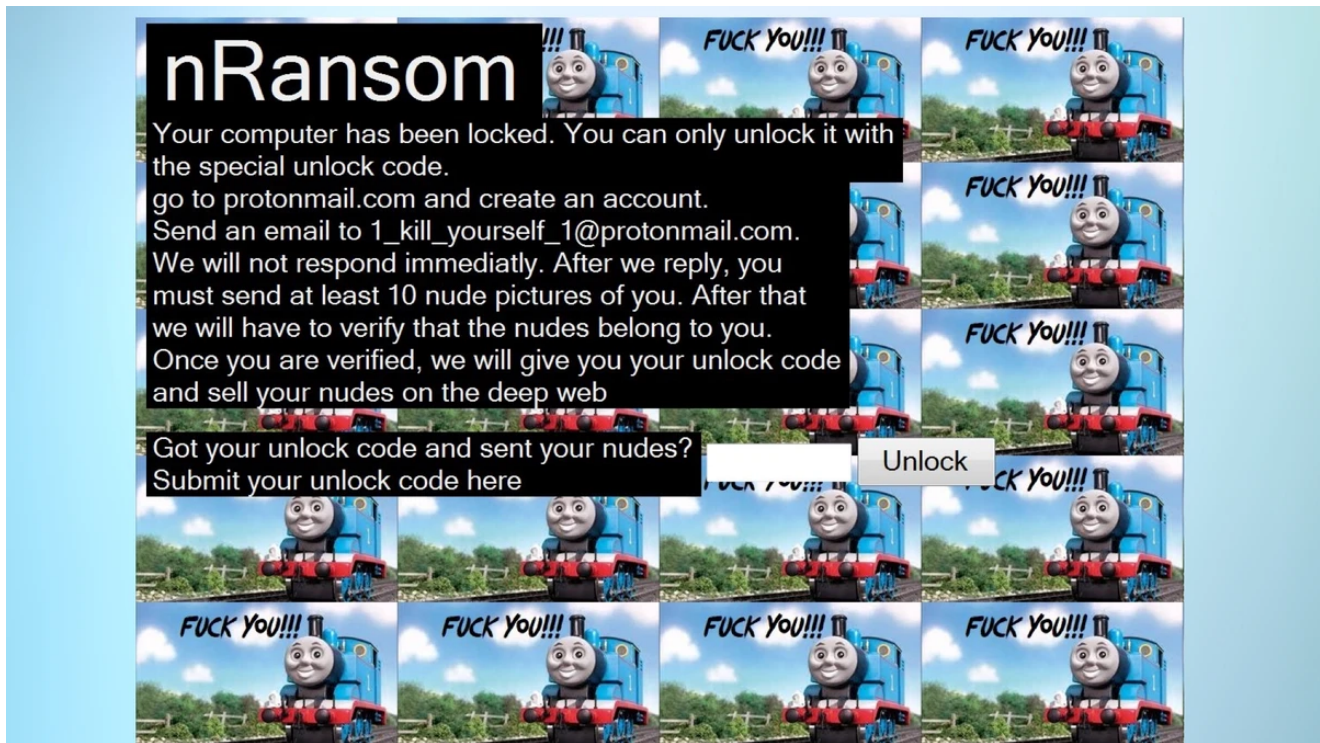 nRansom
!!! FUCK YOU!!! FUCK YOU!!!
Your computer has been locked. You can only unlock it with
the special unlock code.
go to protonmail.com and create an account.
FUCK YOU!!!
Send an email to 1_kill_yourself_1@protonmail.com.
We will not respond immediatly. After we reply, you
must send at least 10 nude pictures of you. After that
we will have to verify that the nudes belong to you.
FUCK YOU!!!
Once you are verified, we will give you your unlock code
and sell your nudes on the deep web
Got your unlock code and sent your nudes?
Submit your unlock code here
Unlock
CK YOU!!!
FUCK YOU!!! FUCK YOU!!! FUCK YOU!!! FUCK YOU!!!